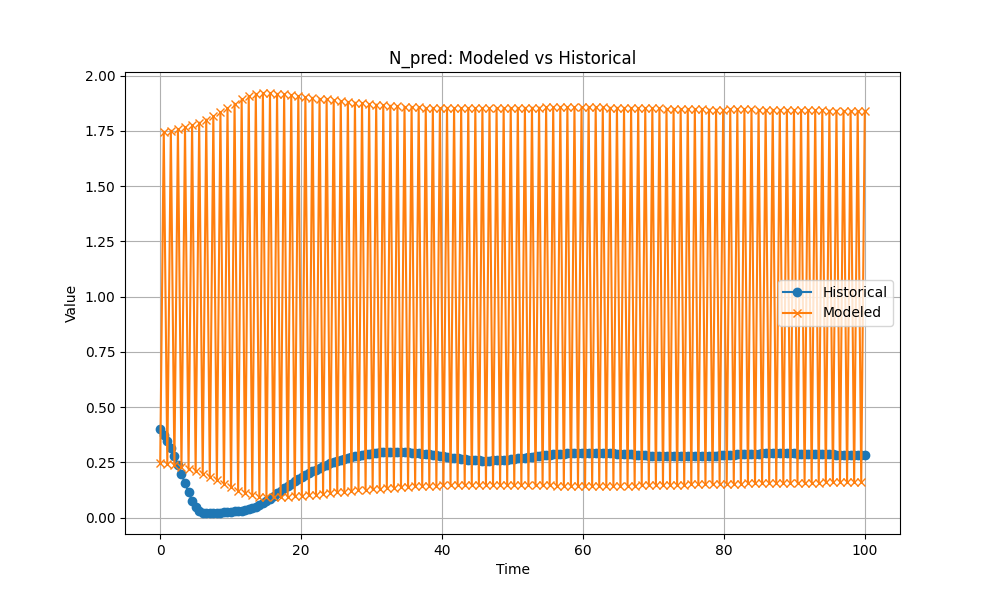 N_pred: Modeled vs Historical
Value
2.00
1.75
1.50
1.25
1.00
0.75
0.50
0.25
0.00
Historical
Modeled
0 20 40 60 80 100
Time